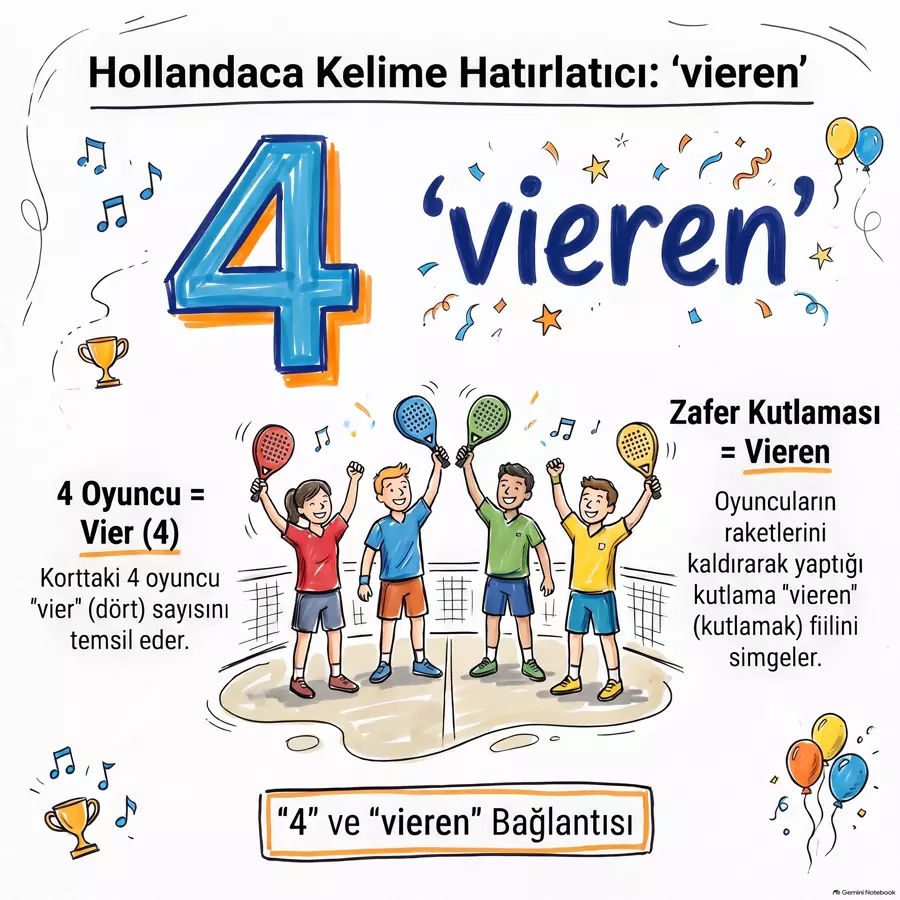 Hollandaca Kelime Hatırlatıcı: ‘vieren’
4
‘vieren’
4 Oyuncu =
Vier (4)
Korttaki 4 oyuncu
"vier" (dört) sayısını
temsil eder.
Zafer Kutlaması
= Vieren
Oyuncuların
raketlerini
kaldırarak yaptığı
kutlama "vieren"
(kutlamak) fiilini
simgeler.
“4” ve “vieren” Bağlantısı
Gemini Notebook